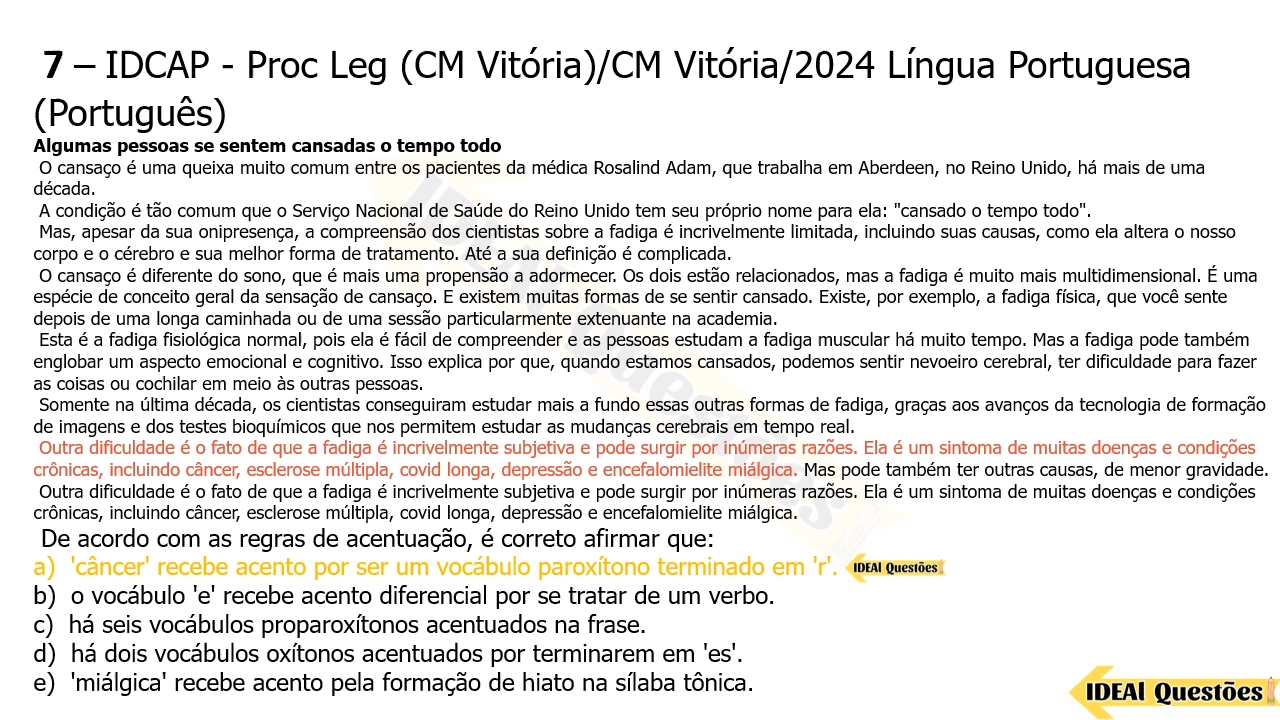 7 – IDCAP - Proc Leg (CM Vitória)/CM Vitória/2024 Língua Portuguesa
(Português)
Algumas pessoas se sentem cansadas o tempo todo
O cansaço é uma queixa muito comum entre os pacientes da médica Rosalind Adam, que trabalha em Aberdeen, no Reino Unido, há mais de uma
década.
A condição é tão comum que o Serviço Nacional de Saúde do Reino Unido tem seu próprio nome para ela: "cansado o tempo todo".
Mas, apesar da sua onipresença, a compreensão dos cientistas sobre a fadiga é incrivelmente limitada, incluindo suas causas, como ela altera o nosso
corpo e o cérebro e sua melhor forma de tratamento. Até a sua definição é complicada.
O cansaço é diferente do sono, que é mais uma propensão a adormecer. Os dois estão relacionados, mas a fadiga é muito mais multidimensional. É uma
espécie de conceito geral da sensação de cansaço. E existem muitas formas de se sentir cansado. Existe, por exemplo, a fadiga física, que você sente
depois de uma longa caminhada ou de uma sessão particularmente extenuante na academia.
Esta é a fadiga fisiológica normal, pois ela é fácil de compreender e as pessoas estudam a fadiga muscular há muito tempo. Mas a fadiga pode também
englobar um aspecto emocional e cognitivo. Isso explica por que, quando estamos cansados, podemos sentir nevoeiro cerebral, ter dificuldade para fazer
as coisas ou cochilar em meio às outras pessoas.
Somente na última década, os cientistas conseguiram estudar mais a fundo essas outras formas de fadiga, graças aos avanços da tecnologia de formação
de imagens e dos testes bioquímicos que nos permitem estudar as mudanças cerebrais em tempo real.
Outra dificuldade é o fato de que a fadiga é incrivelmente subjetiva e pode surgir por inúmeras razões. Ela é um sintoma de muitas doenças e condições
crônicas, incluindo câncer, esclerose múltipla, covid longa, depressão e encefalomielite miálgica. Mas pode também ter outras causas, de menor gravidade.
Outra dificuldade é o fato de que a fadiga é incrivelmente subjetiva e pode surgir por inúmeras razões. Ela é um sintoma de muitas doenças e condições
crônicas, incluindo câncer, esclerose múltipla, covid longa, depressão e encefalomielite miálgica.
De acordo com as regras de acentuação, é correto afirmar que:
a) 'câncer' recebe acento por ser um vocábulo paroxítono terminado em 'r'. IDEAl Questões
b) o vocábulo 'e' recebe acento diferencial por se tratar de um verbo.
c) há seis vocábulos proparoxítonos acentuados na frase.
d) há dois vocábulos oxítonos acentuados por terminarem em 'es'.
e) 'miálgica' recebe acento pela formação de hiato na sílaba tônica.
IDEAl Questões
IDEAl Questões